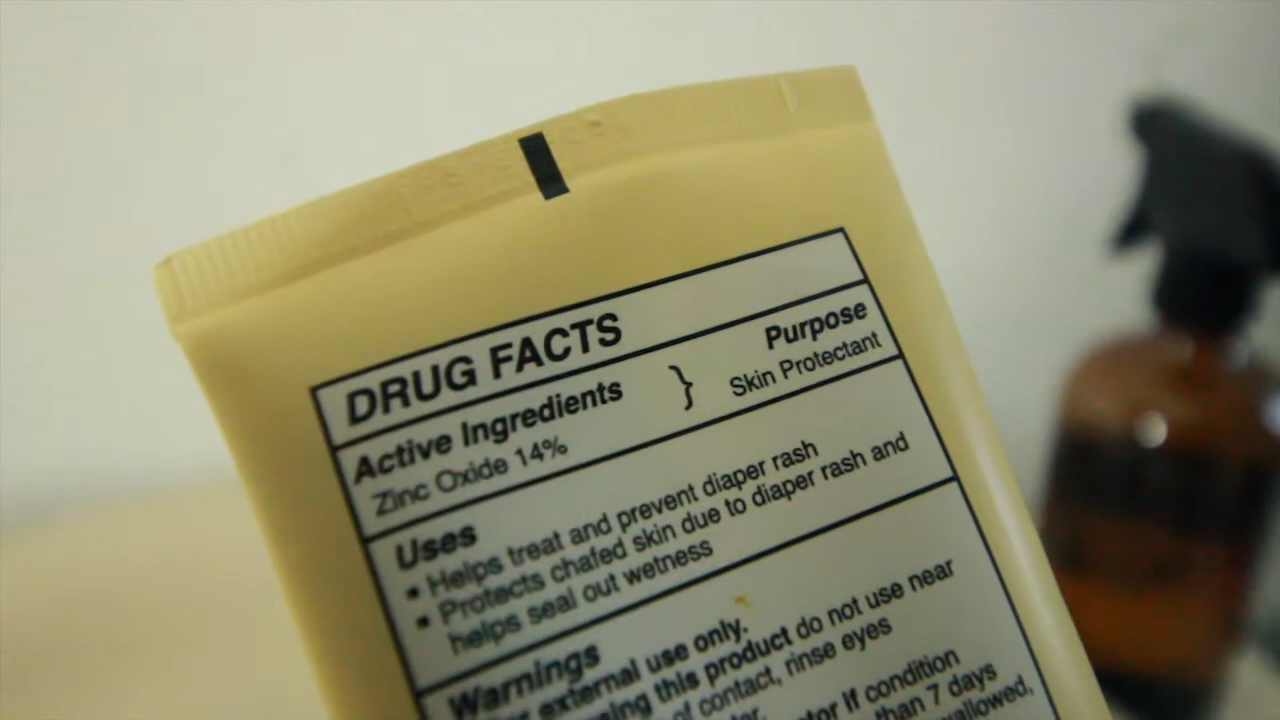 DRUG FACTS
Active Ingredients } Purpose
Zinc Oxide 14% Skin Protectant
Uses
• Helps treat and prevent diaper rash
• Protects chafed skin due to diaper rash and
helps seal out wetness
Warnings
external use only.
this product do not use near
of contact, rinse eyes
if condition
than 7 days